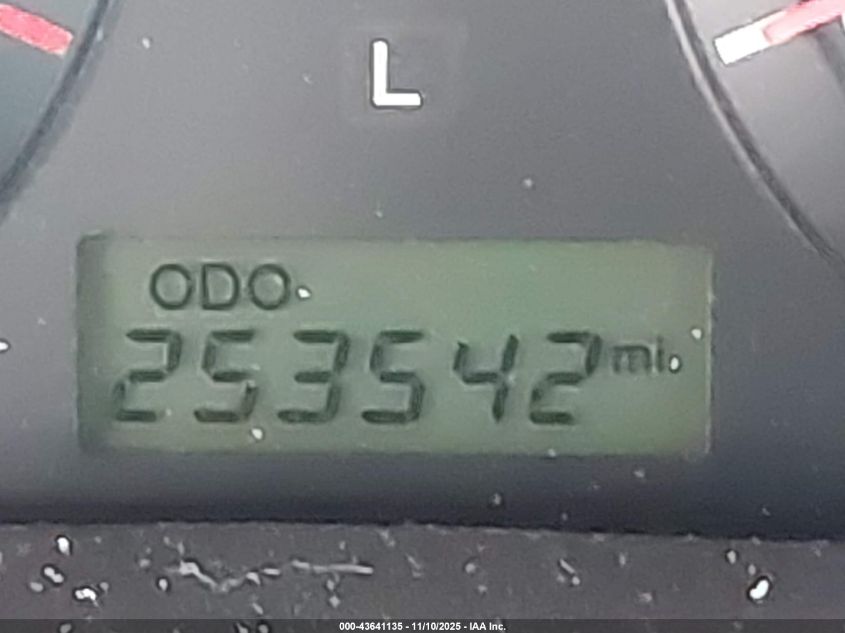 L
ODO.
253542 mi.
000-43641135 - 11/10/2025 - IAA Inc.